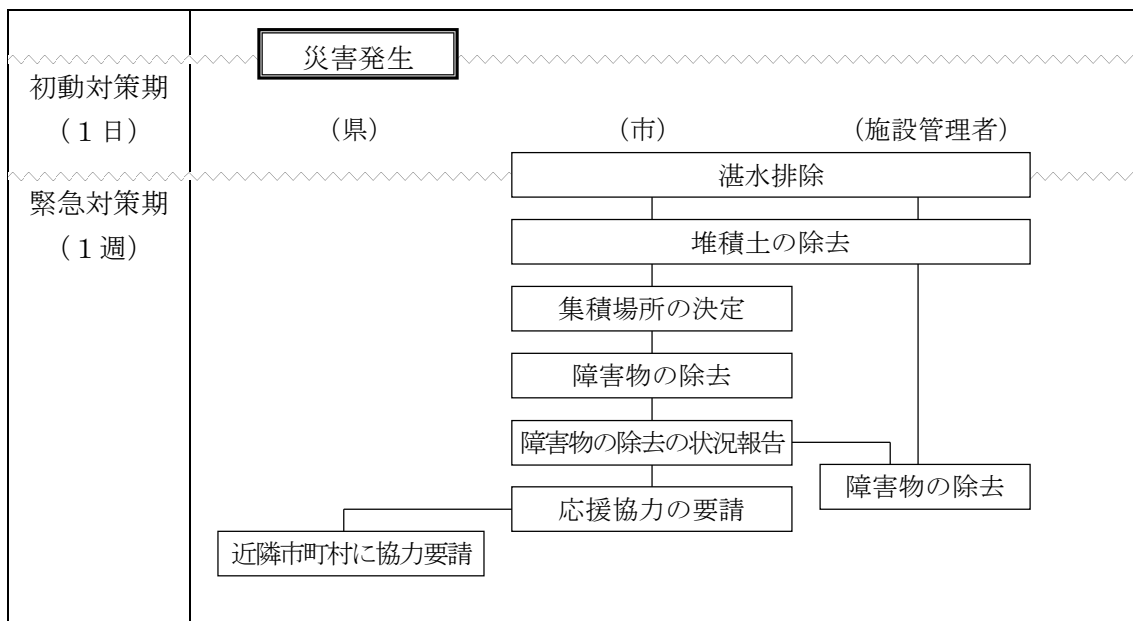 災害発生
初動対策期
(1日)
(県)
(市)
(施設管理者)
湛水排除
緊急対策期
(1週)
堆積土の除去
集積場所の決定
障害物の除去
障害物の除去の状況報告
障害物の除去
応援協力の要請
近隣市町村に協力要請